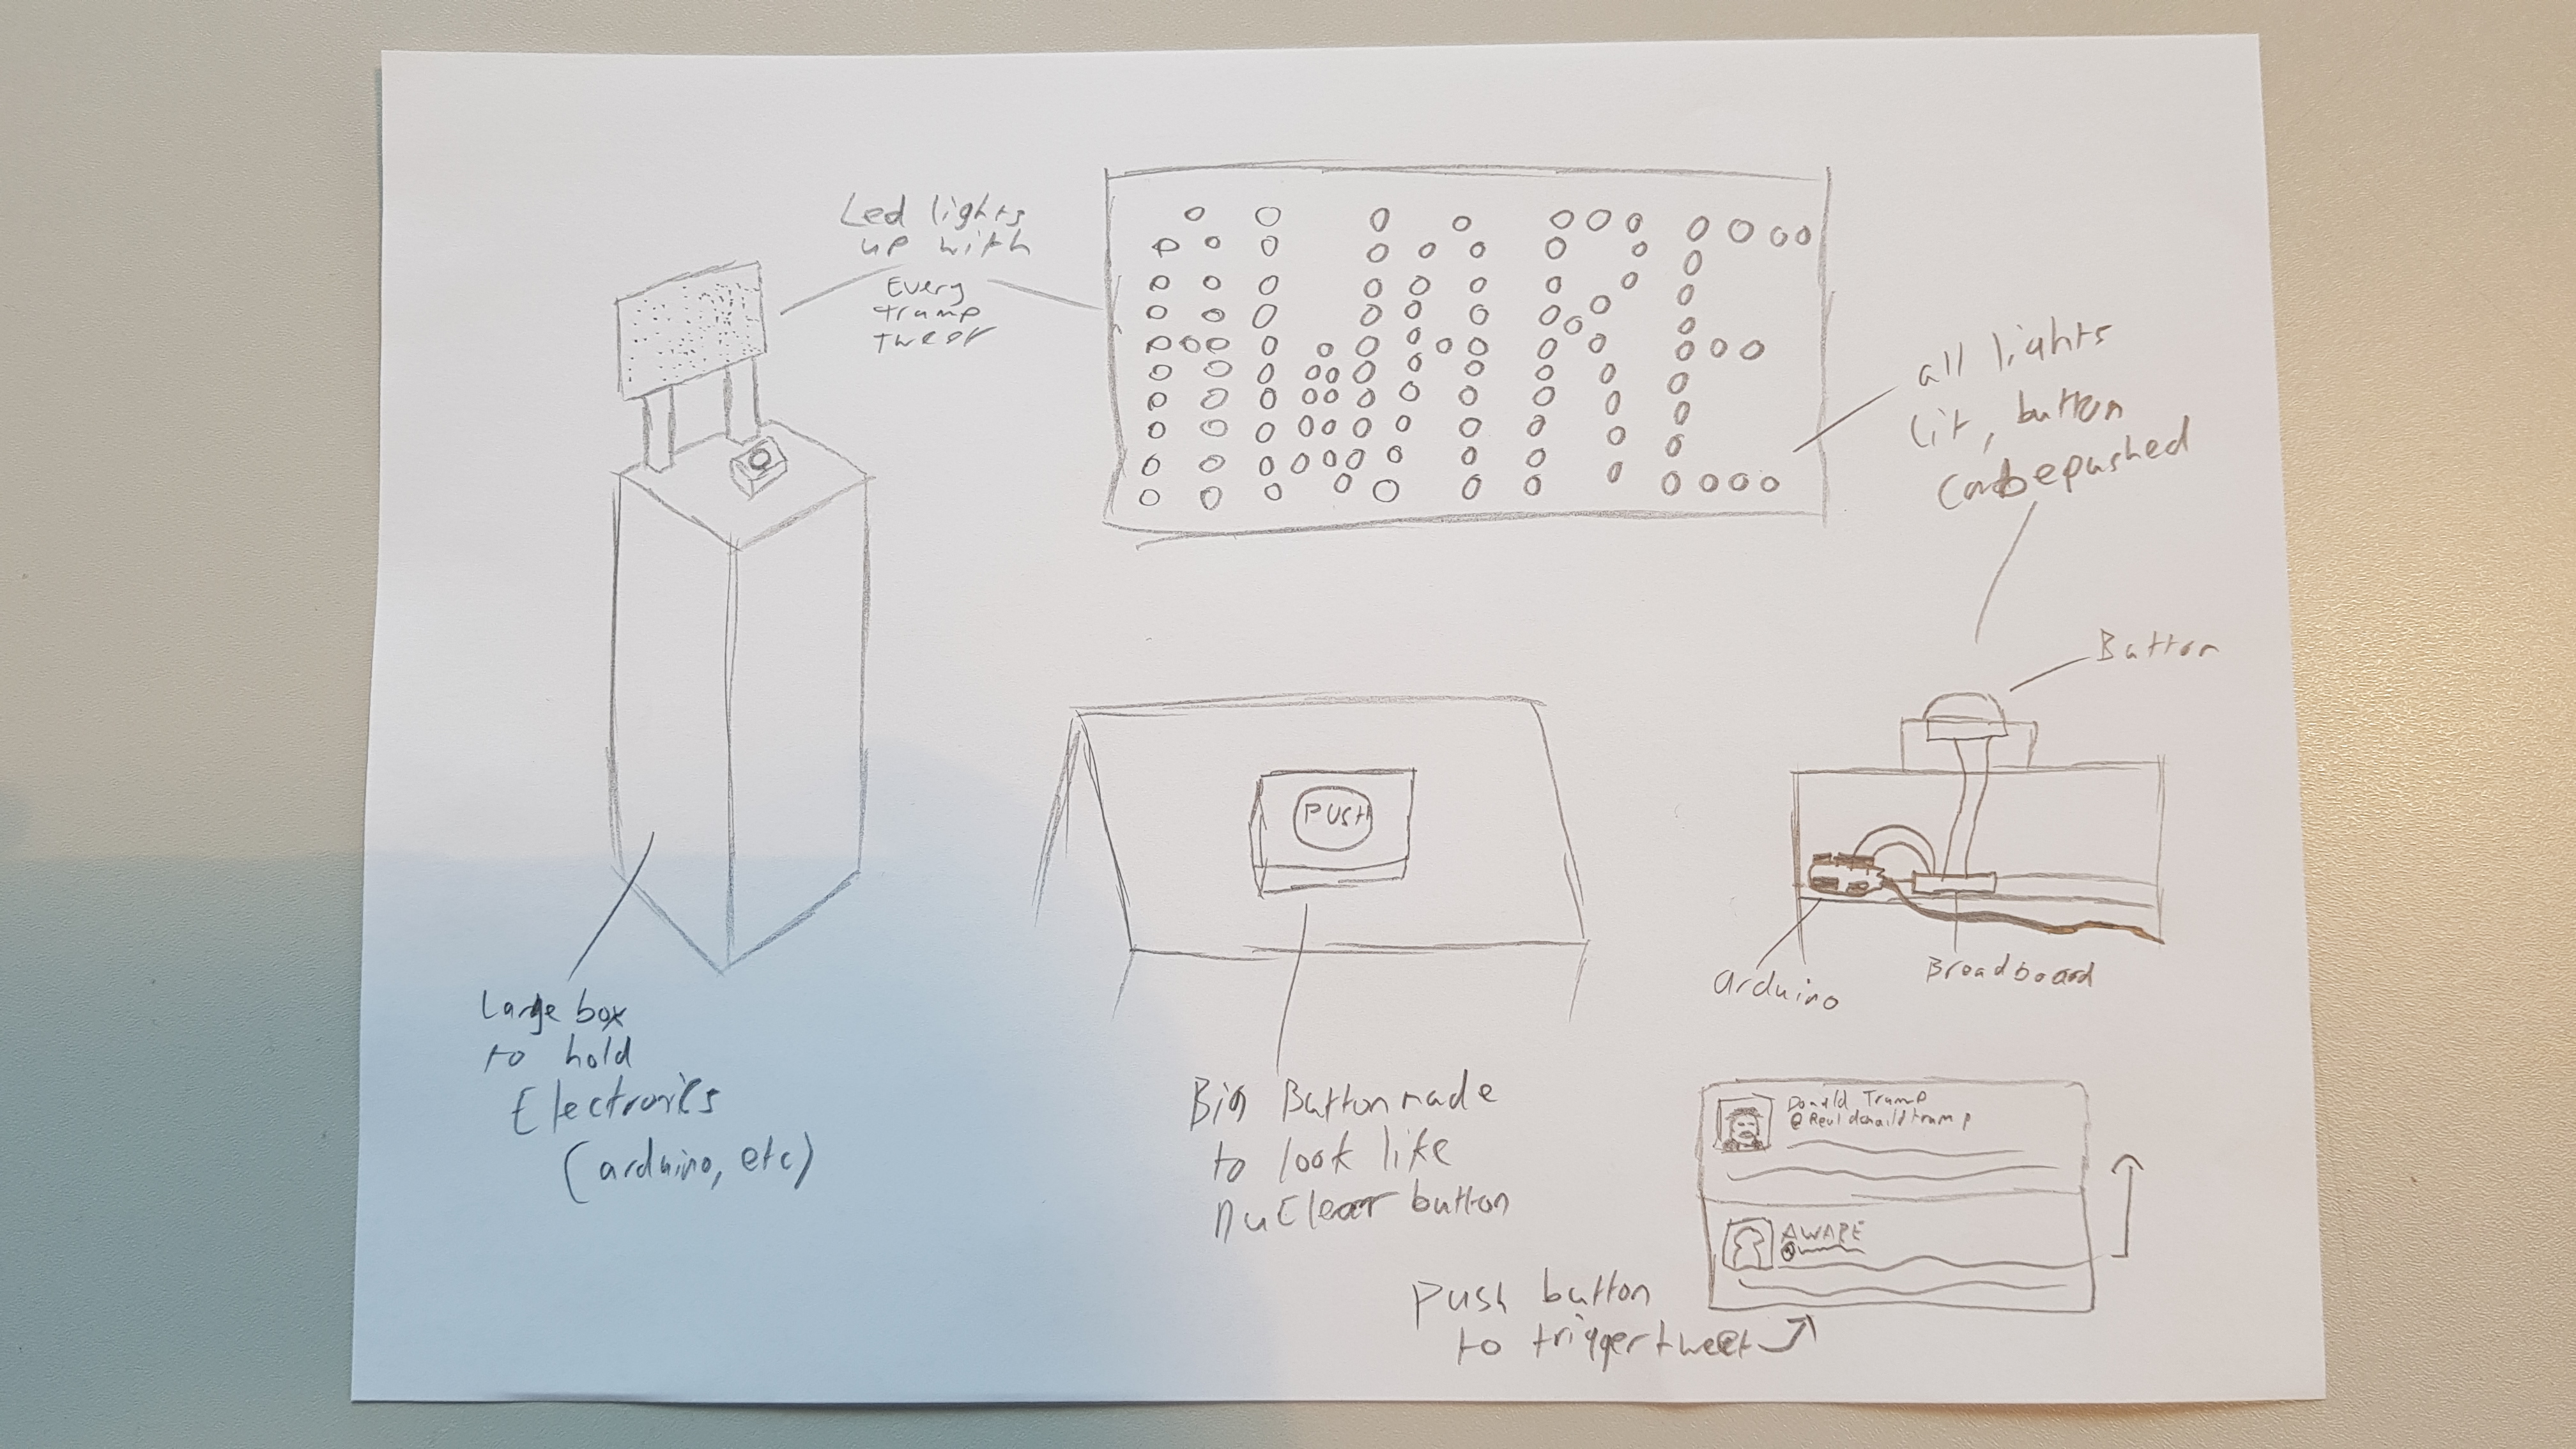 Led lights
up with
Every
trump
tweet
Large box
to hold
Electronics
(arduino, etc)
all lights
lit, button
can be pushed
PUSH
Big Button made
to look like
nuclear button
Button
arduino
Broadboard
Push button
to trigger tweet
Donald Trump
AWARE